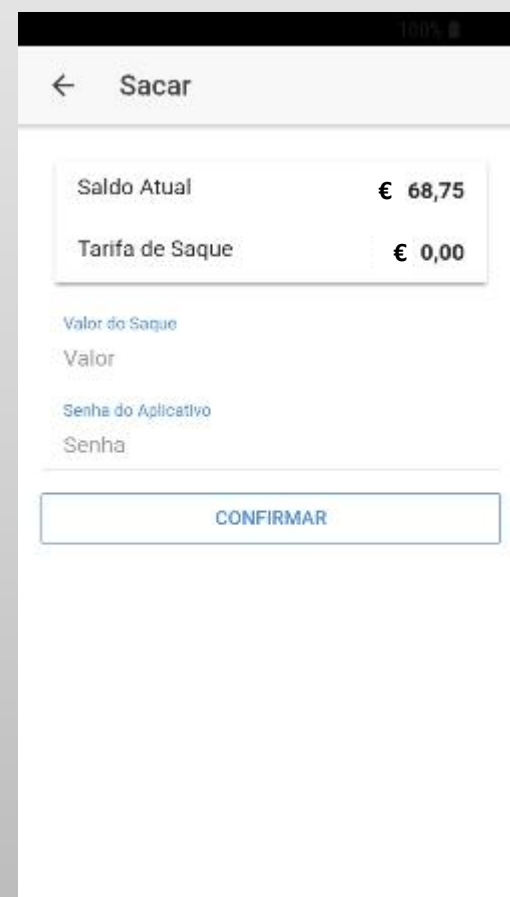 100%
← Sacar
Saldo Atual € 68,75
Tarifa de Saque € 0,00
Valor do Saque
Valor
Senha do Aplicativo
Senha
CONFIRMAR